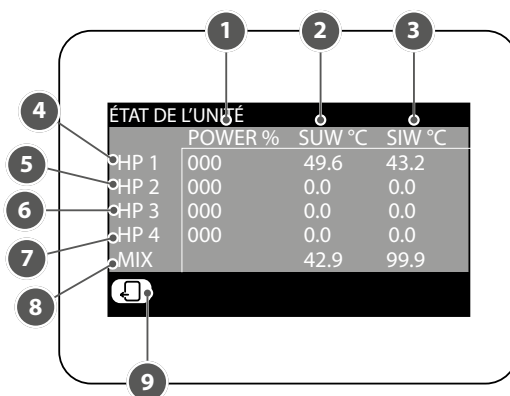 1 2 3
ÉTAT DE L'UNITÉ
POWER % SUW °C SIW °C
4 HP 1 000 49.6 43.2
5 HP 2 000 0.0 0.0
6 HP 3 000 0.0 0.0
7 HP 4 000 0.0 0.0
8 MIX 42.9 99.9
9